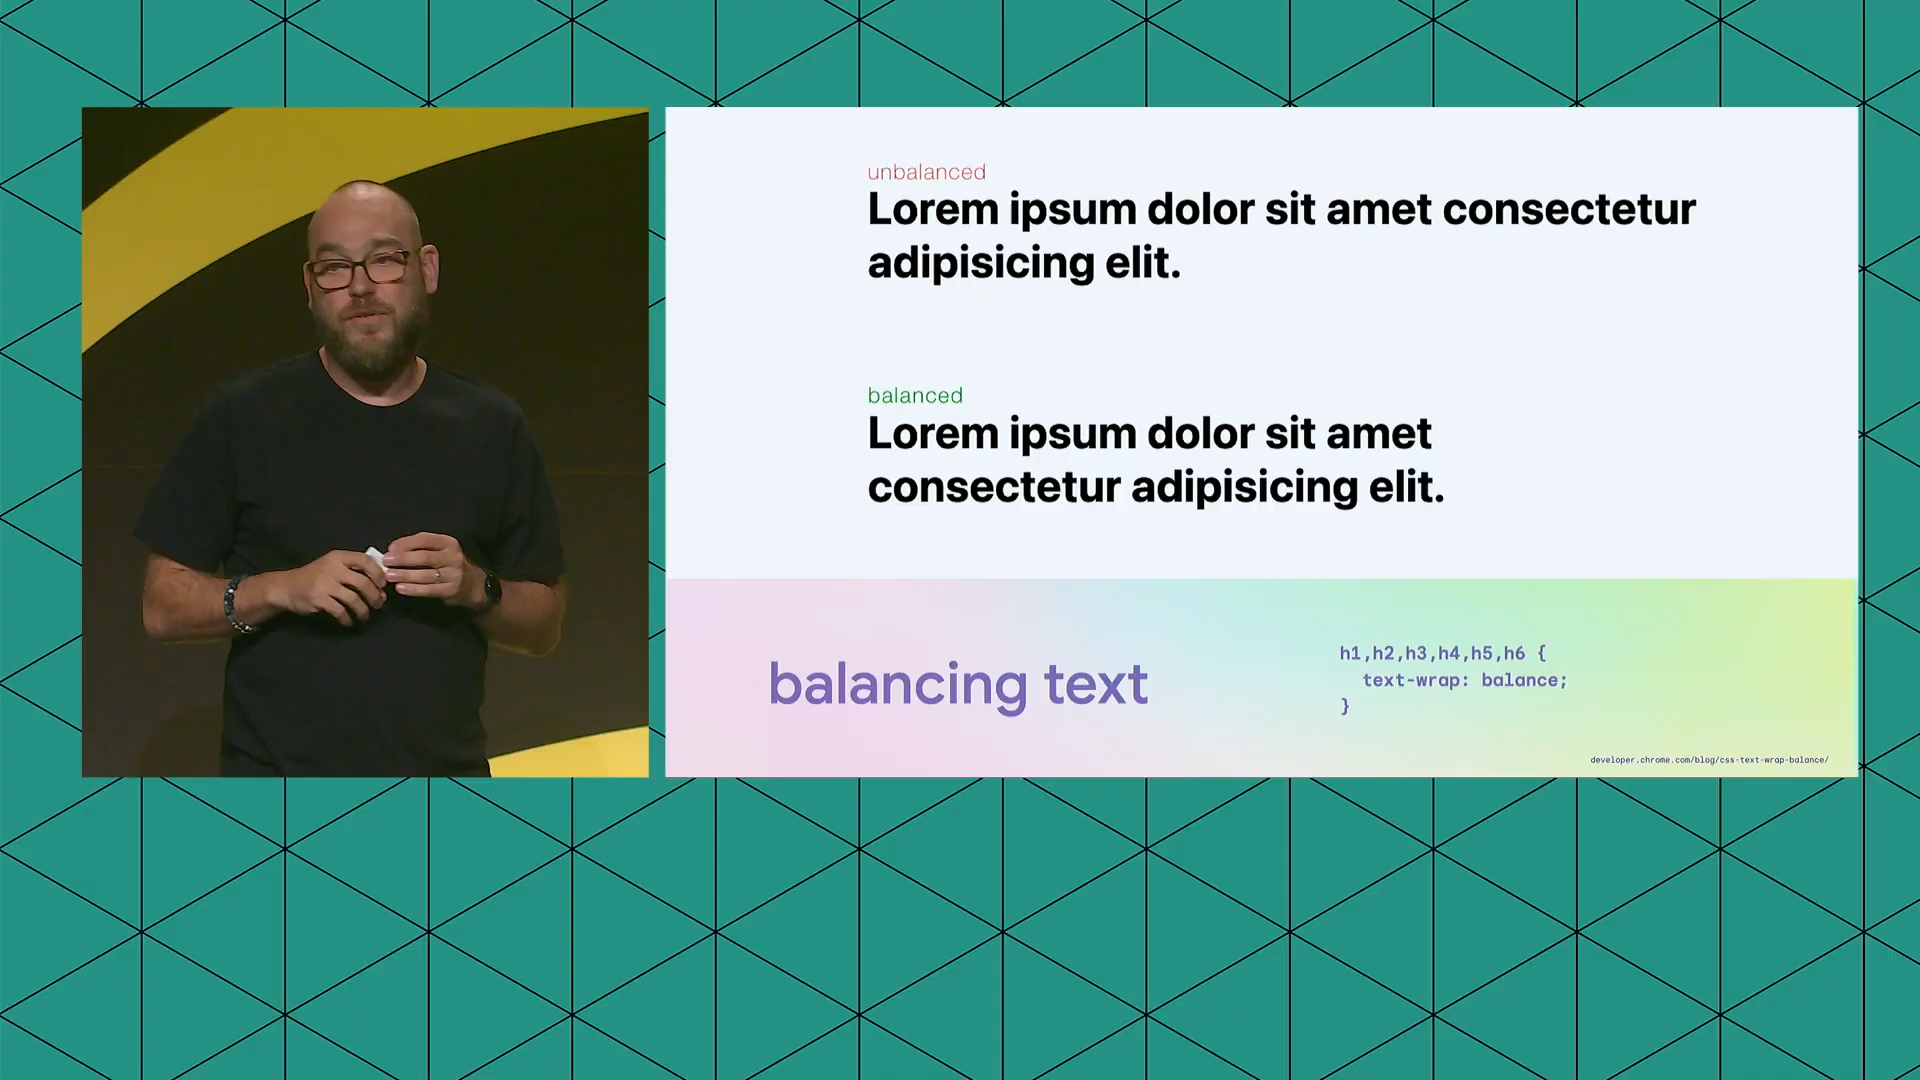 unbalanced
Lorem ipsum dolor sit amet consectetur
adipisicing elit.
balanced
Lorem ipsum dolor sit amet
consectetur adipisicing elit.
balancing text
h1,h2,h3,h4,h5,h6 {
text-wrap: balance;
}
developer.chrome.com/blog/css-text-wrap-balance/